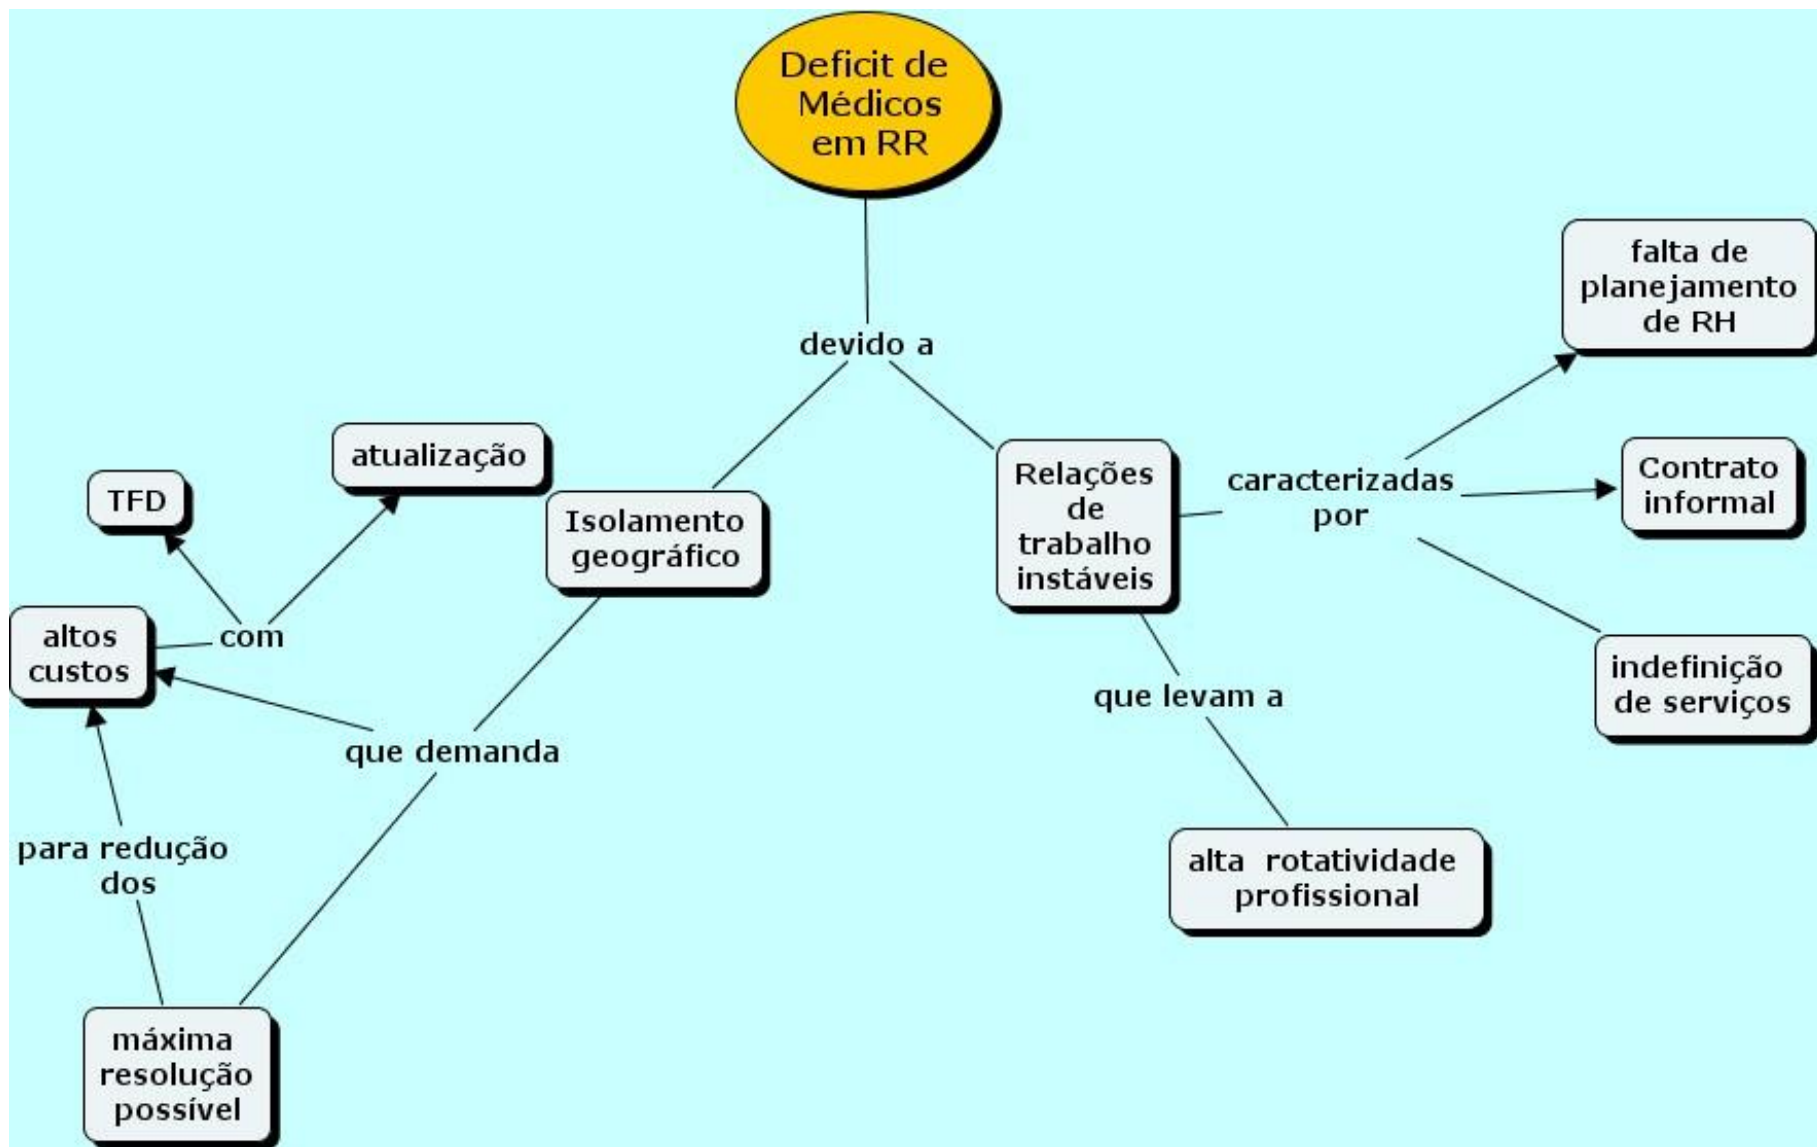 Deficit de
Médicos
em RR
devido a
Isolamento
geográfico
que demanda
altos
custos
com
TFD
atualização
máxima
resolução
possível
para redução
dos
Relações
de
trabalho
instáveis
caracterizadas
por
falta de
planejamento
de RH
Contrato
informal
indefinição
de serviços
que levam a
alta rotatividade
profissional